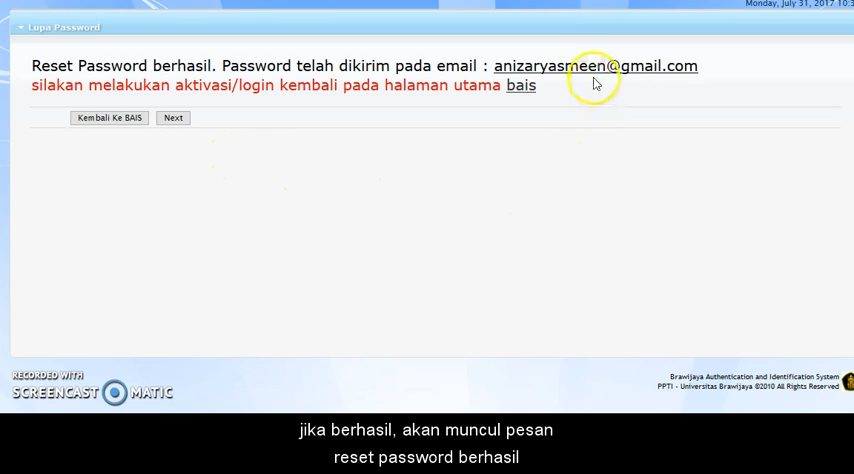 Monday, July 31, 2017 10:3
Lupa Password
Reset Password berhasil. Password telah dikirim pada email : anizaryasmeen@gmail.com
silakan melakukan aktivasi/login kembali pada halaman utama bais
Kembali Ke BAIS Next
RECORDED WITH
SCREENCAST MATIC
Brawijaya Authentication and Identification System
PPTI - Universitas Brawijaya ©2010 All Rights Reserved
jika berhasil, akan muncul pesan
reset password berhasil